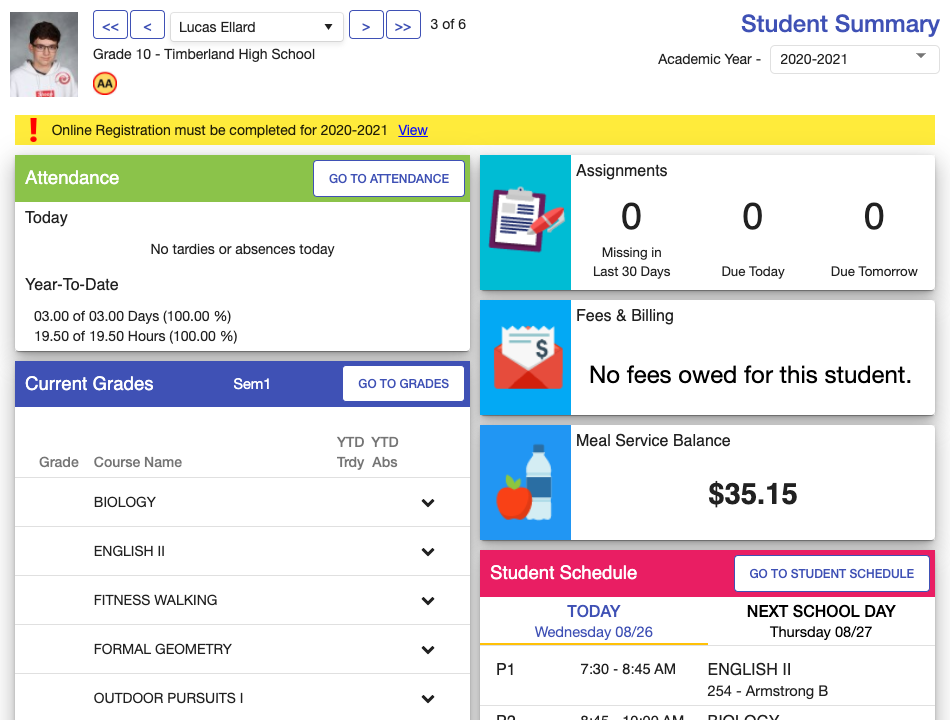 << < Lucas Ellard > >> 3 of 6
Grade 10 - Timberland High School
AA
Student Summary
Academic Year - 2020-2021
Online Registration must be completed for 2020-2021 View
Attendance GO TO ATTENDANCE
Today
No tardies or absences today
Year-To-Date
03.00 of 03.00 Days (100.00 %)
19.50 of 19.50 Hours (100.00 %)
Current Grades Sem1 GO TO GRADES
YTD YTD
Grade Course Name Trdy Abs
BIOLOGY
ENGLISH II
FITNESS WALKING
FORMAL GEOMETRY
OUTDOOR PURSUITS I
Assignments
0 0 0
Missing in
Last 30 Days Due Today Due Tomorrow
Fees & Billing
$
No fees owed for this student.
Meal Service Balance
$35.15
Student Schedule GO TO STUDENT SCHEDULE
TODAY NEXT SCHOOL DAY
Wednesday 08/26 Thursday 08/27
P1 7:30 - 8:45 AM ENGLISH II
254 - Armstrong B
P2 8:45 - 10:00 AM BIOLOGY